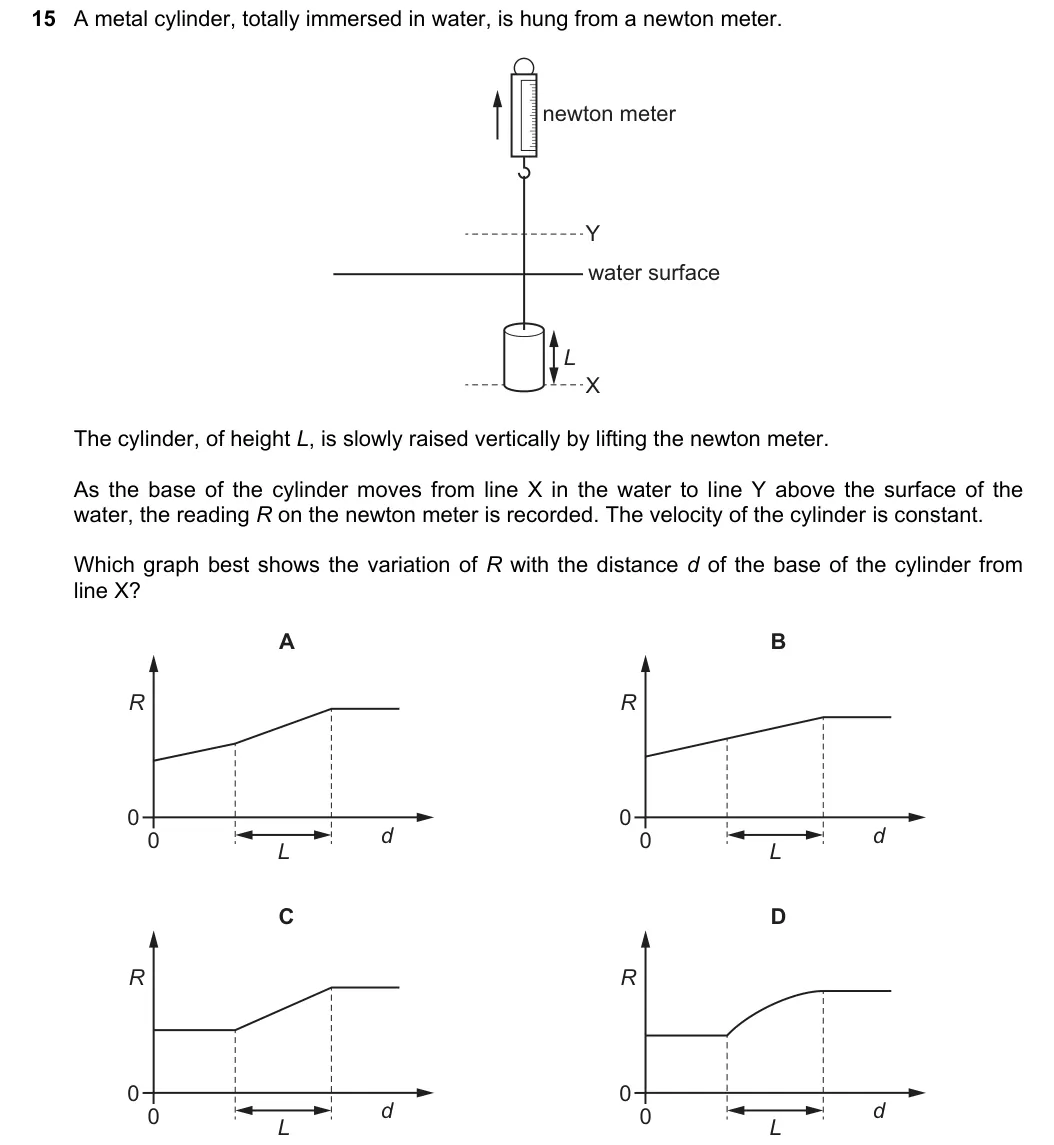 15 A metal cylinder, totally immersed in water, is hung from a newton meter.
newton meter
Y
water surface
L
X
The cylinder, of height L, is slowly raised vertically by lifting the newton meter.
As the base of the cylinder moves from line X in the water to line Y above the surface of the
water, the reading R on the newton meter is recorded. The velocity of the cylinder is constant.
Which graph best shows the variation of R with the distance d of the base of the cylinder from
line X?
A
R
0
0
L
d
B
R
0
0
L
d
C
R
0
0
L
d
D
R
0
0
L
d